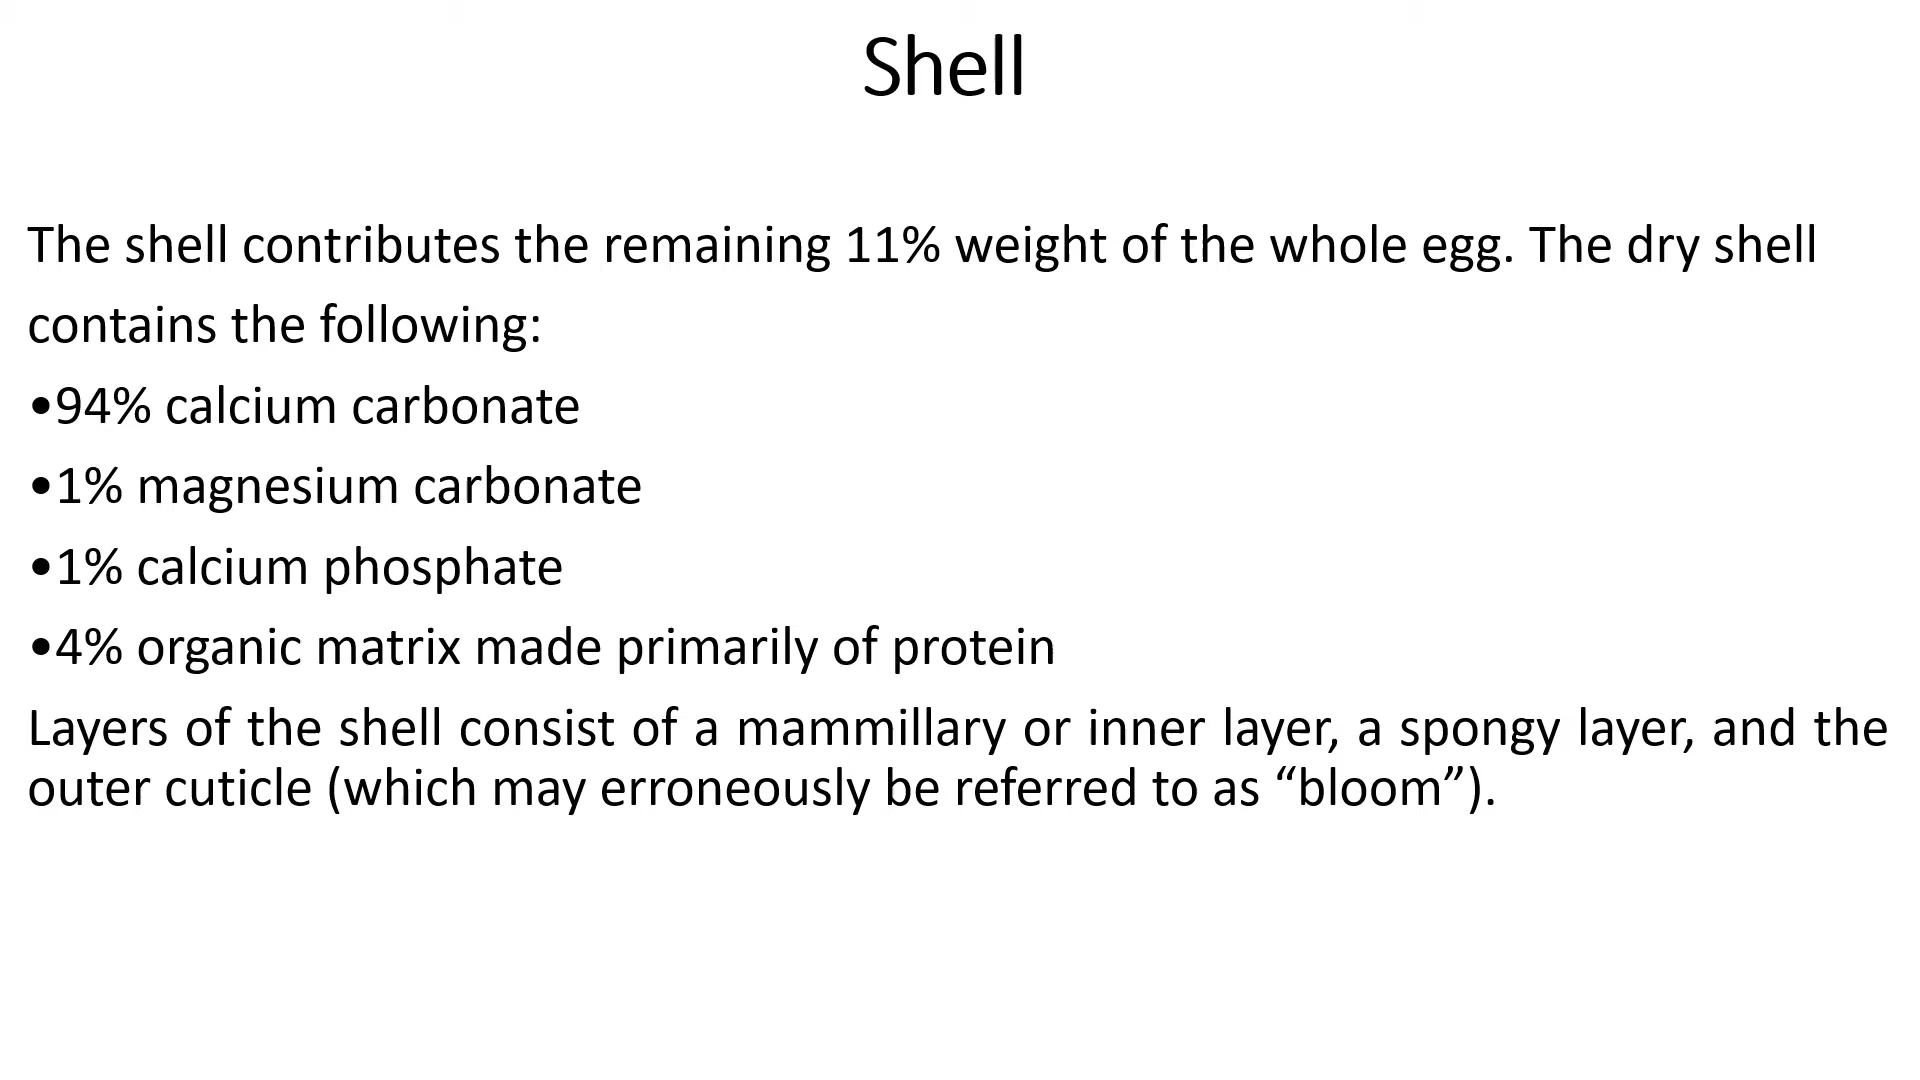 Shell
The shell contributes the remaining 11% weight of the whole egg. The dry shell
contains the following:
•94% calcium carbonate
•1% magnesium carbonate
•1% calcium phosphate
•4% organic matrix made primarily of protein
Layers of the shell consist of a mammillary or inner layer, a spongy layer, and the
outer cuticle (which may erroneously be referred to as “bloom”).